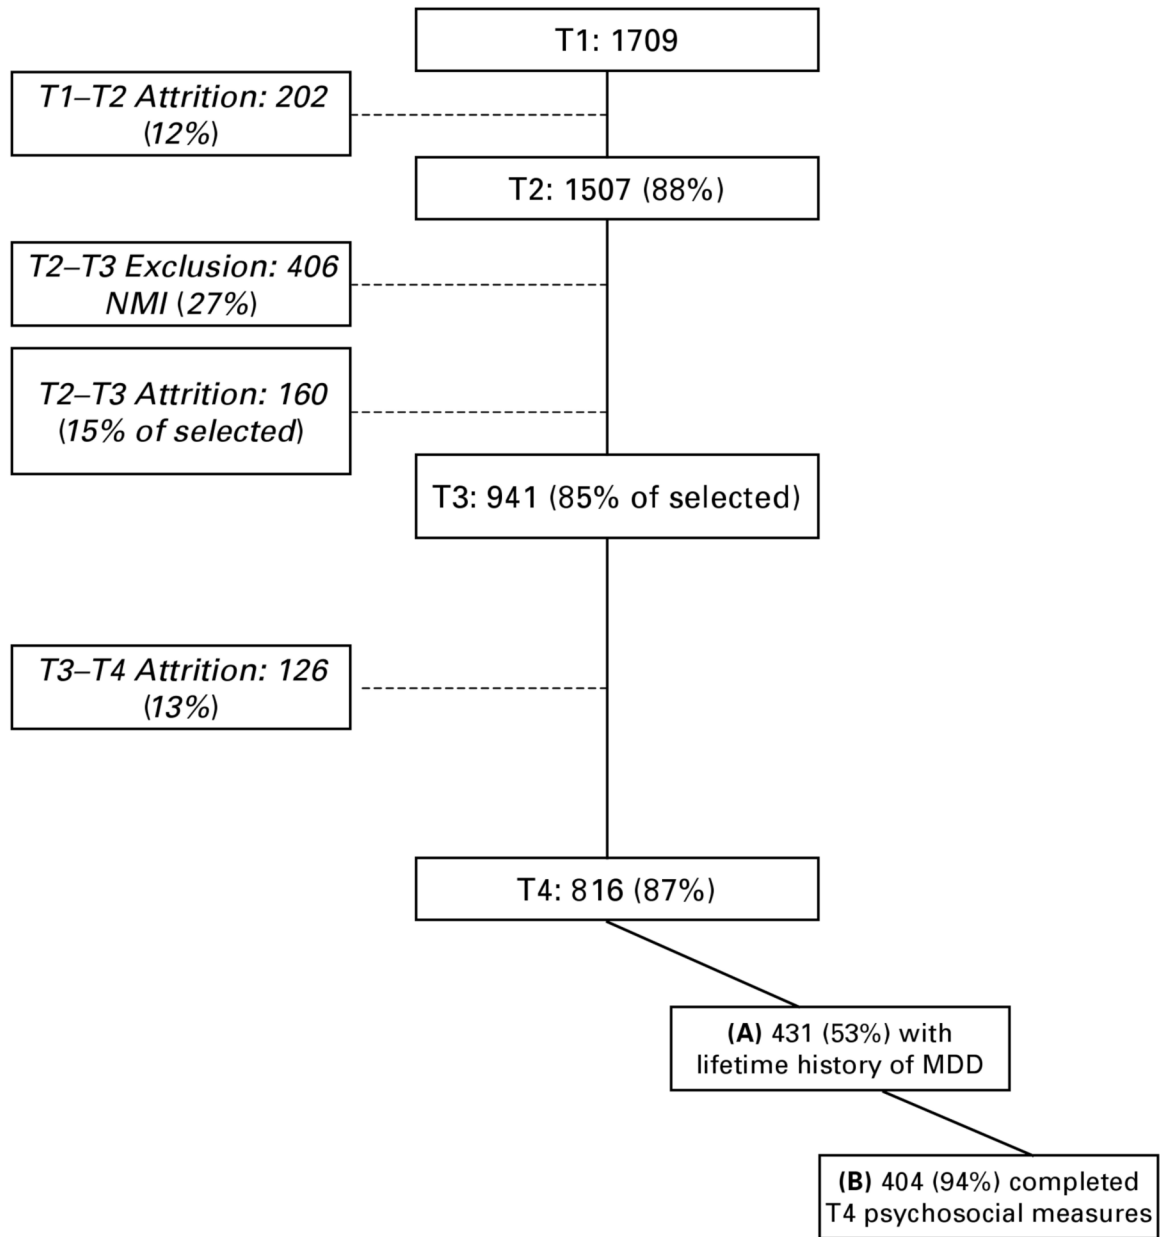 T1: 1709
T1–T2 Attrition: 202
(12%)
T2: 1507 (88%)
T2–T3 Exclusion: 406
NMI (27%)
T2–T3 Attrition: 160
(15% of selected)
T3: 941 (85% of selected)
T3–T4 Attrition: 126
(13%)
T4: 816 (87%)
(A) 431 (53%) with
lifetime history of MDD
(B) 404 (94%) completed
T4 psychosocial measures